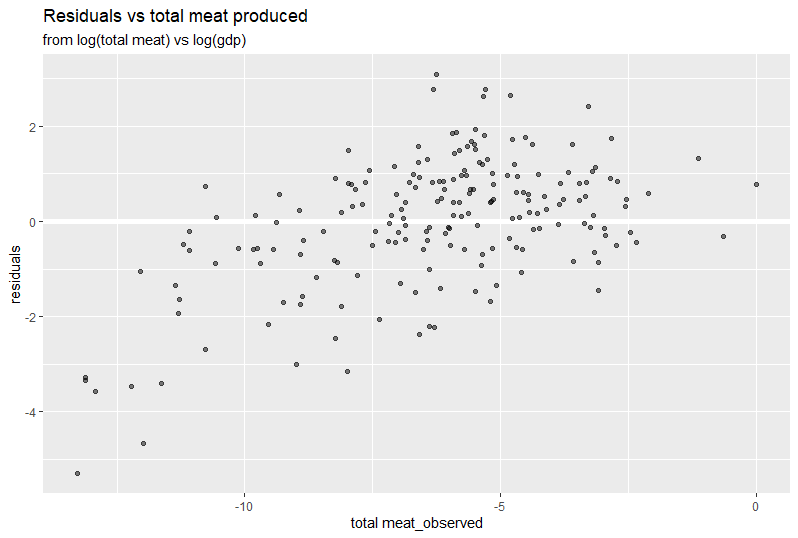 Residuals vs total meat produced
from log(total meat) vs log(gdp)
residuals
2
0
-2
-4
-10
-5
0
total meat_observed